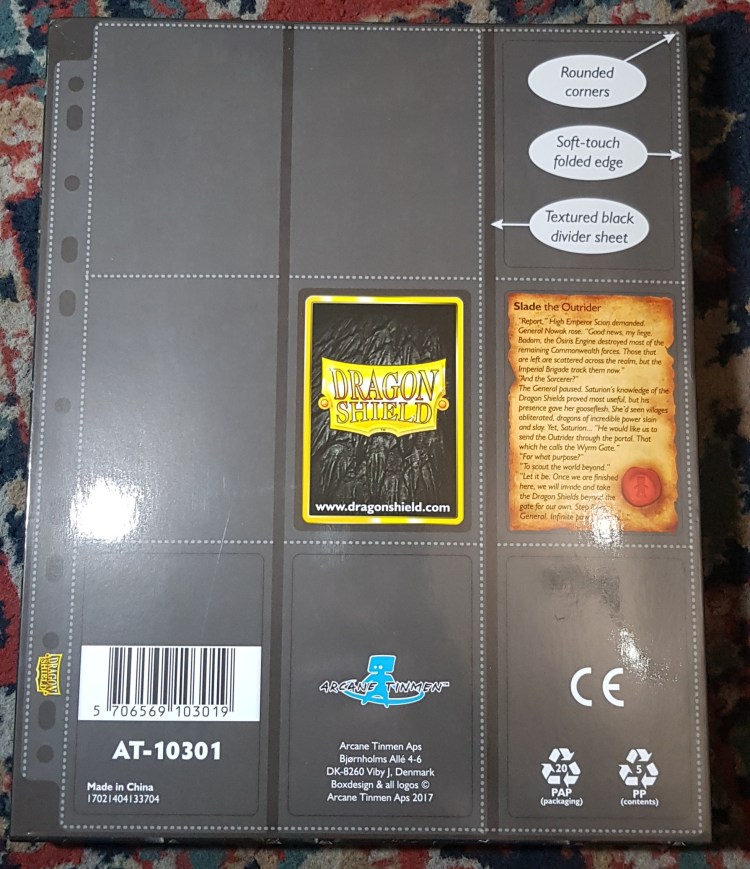 Rounded
corners
Soft-touch
folded edge
Textured black
divider sheet
DRAGON
SHIELD
www.dragonshield.com
Slade the Outrider
"Report," High Emperor Scion demanded.
General Nowak rose. "Good news, my liege.
Bodom, the Osiris Engine destroyed most of the
remaining Commonwealth forces. Those that
are left are scattered across the realm, but the
Imperial Brigade track them now."
"And the Sorcerer?"
The General paused. Saturion's knowledge of the
Dragon Shields proved most useful, but his
presence gave her gooseflesh. She'd seen villages
obliterated, dragons of incredible power slain
and slay. Yet, Saturion... "He would like us to
send the Outrider through the portal. That
which he calls the Wyrm Gate."
"For what purpose?"
"To scout the world beyond."
"Let it be. Once we are finished
here, we will invade and take
the Dragon Shields beyond the
gate for our own. Step
General. Infinite
DRAGON
SHIELD
5 706569 103019
AT-10301
Made in China
17021404133704
ARCANE TINMEN™
Arcane Tinmen Aps
Bjørnholms Allé 4-6
DK-8260 Viby J, Denmark
Boxdesign & all logos ©
Arcane Tinmen Aps 2017
CE
20
PAP
(packaging)
5
PP
(contents)